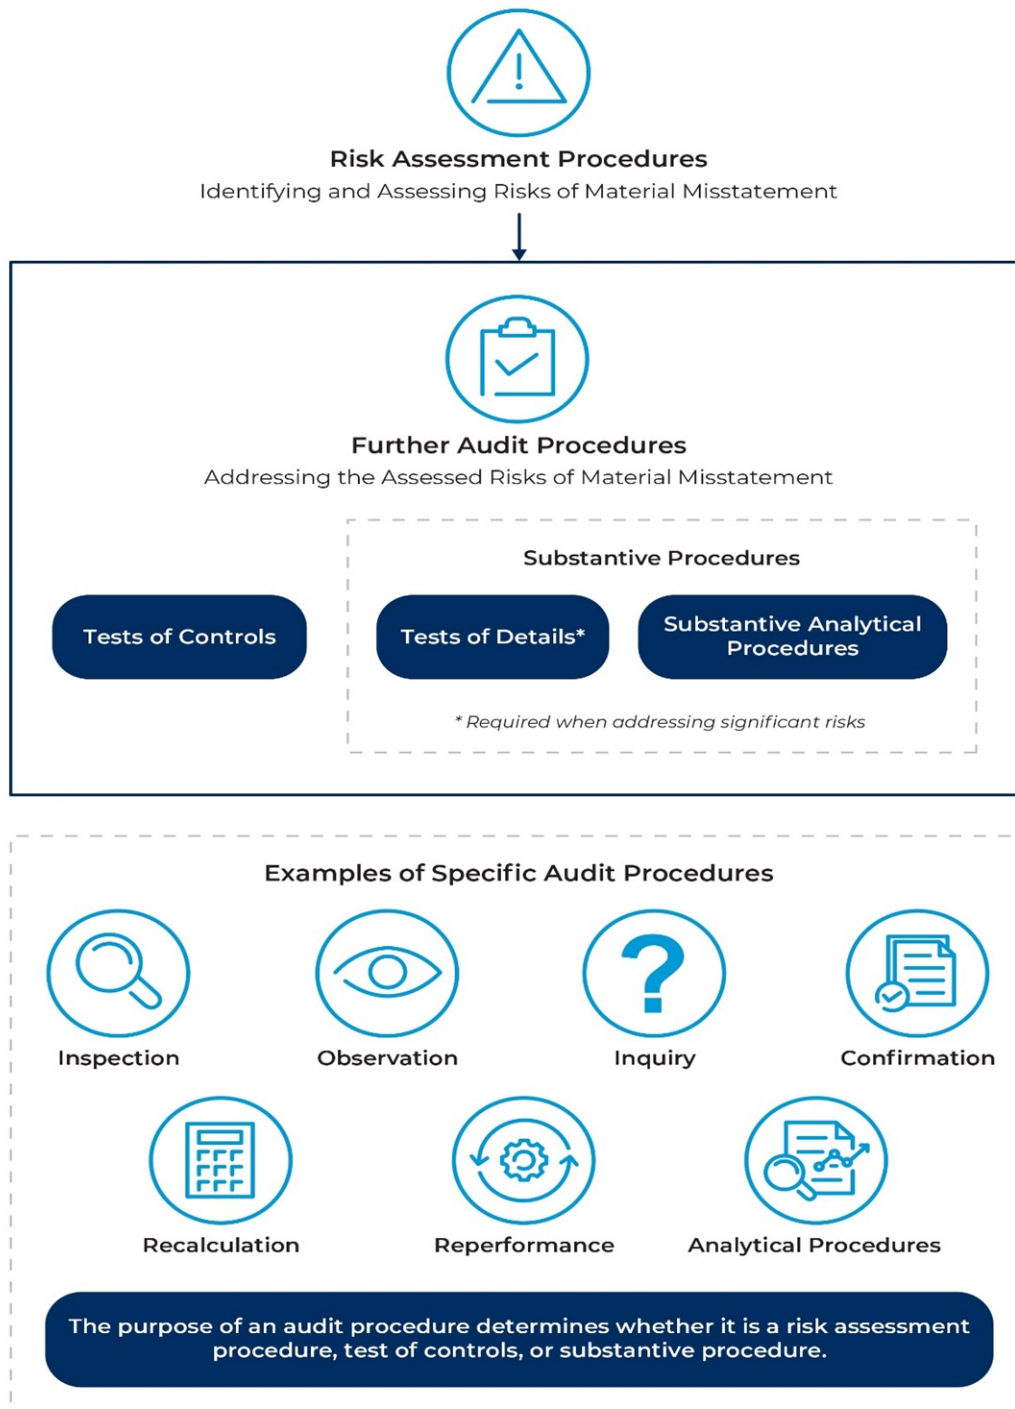 Risk Assessment Procedures
Identifying and Assessing Risks of Material Misstatement
Further Audit Procedures
Addressing the Assessed Risks of Material Misstatement
Substantive Procedures
Tests of Controls
Tests of Details*
Substantive Analytical
Procedures
* Required when addressing significant risks
Examples of Specific Audit Procedures
Inspection
Observation
Inquiry
Confirmation
Recalculation
Reperformance
Analytical Procedures
The purpose of an audit procedure determines whether it is a risk assessment
procedure, test of controls, or substantive procedure.